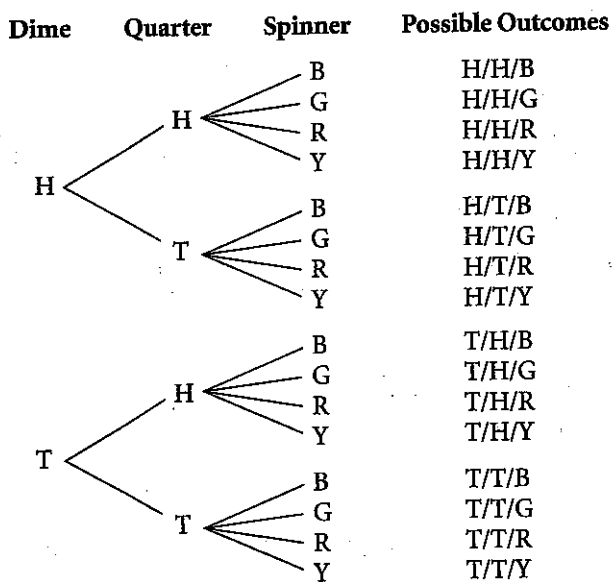 Dime Quarter Spinner Possible Outcomes
B H/H/B
G H/H/G
H
R H/H/R
Y H/H/Y
H
B H/T/B
G H/T/G
T
R H/T/R
Y H/T/Y
B T/H/B
G T/H/G
H
R T/H/R
Y T/H/Y
T
B T/T/B
G T/T/G
T
R T/T/R
Y T/T/Y